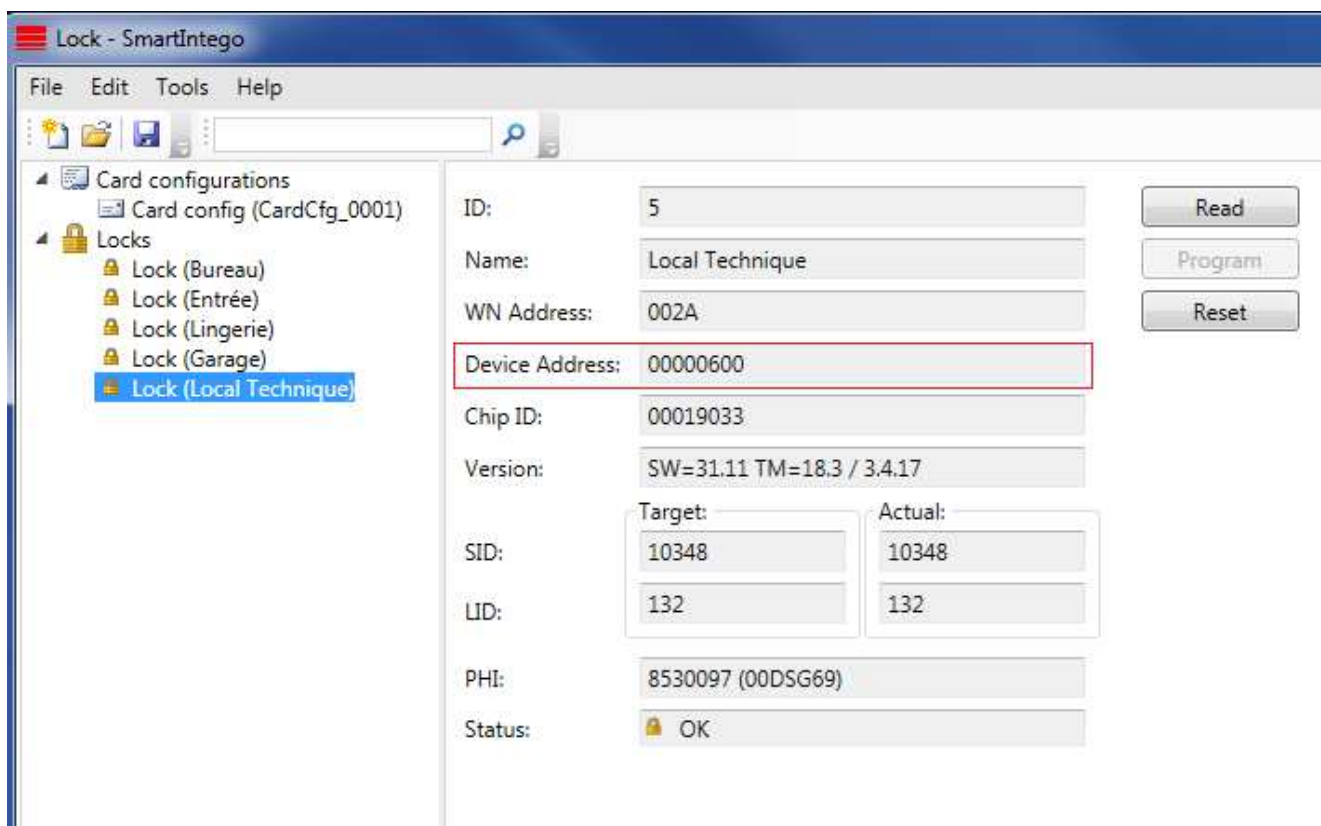 Lock - SmartIntego
File Edit Tools Help
Card configurations
Card config (CardCfg_0001)
Locks
Lock (Bureau)
Lock (Entrée)
Lock (Lingerie)
Lock (Garage)
Lock (Local Technique)
ID: 5
Name: Local Technique
WN Address: 002A
Device Address: 00000600
Chip ID: 00019033
Version: SW=31.11 TM=18.3 / 3.4.17
Target: Actual:
SID: 10348 10348
LID: 132 132
PHI: 8530097 (00DSG69)
Status: OK
Read
Program
Reset